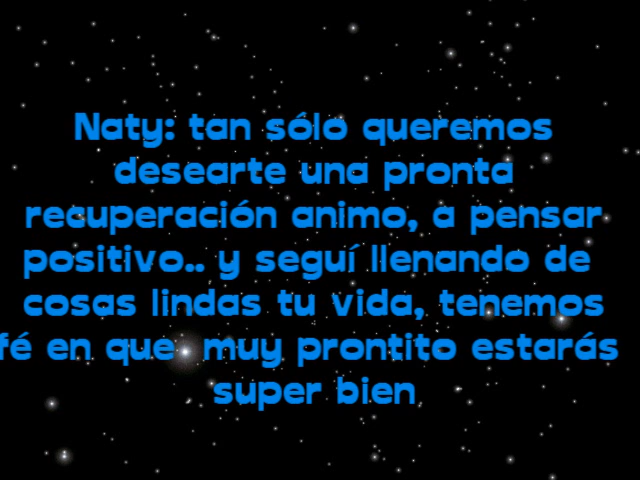 Naty: tan sólo queremos
desearte una pronta
recuperación animo, a pensar
positivo.. y seguí llenando de
cosas lindas tu vida, tenemos
fé en que muy prontito estarás
super bien